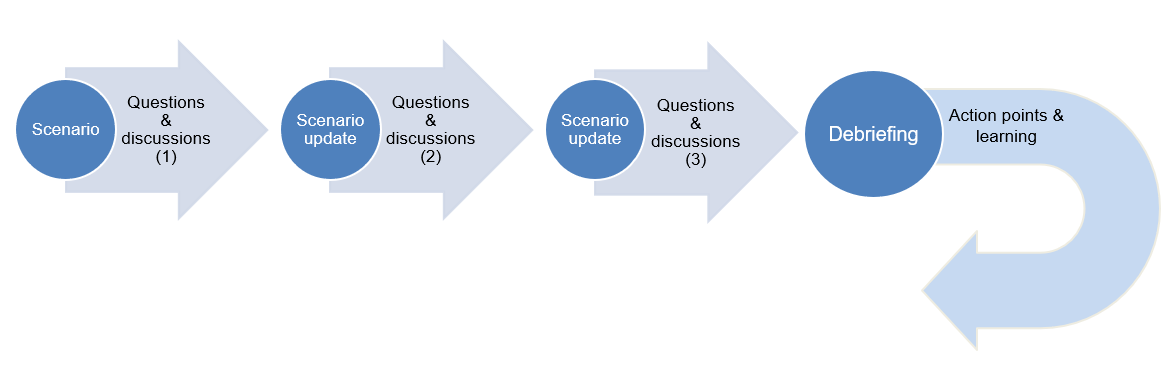 Scenario
Questions
&
discussions
(1)
Scenario
update
Questions
&
discussions
(2)
Scenario
update
Questions
&
discussions
(3)
Debriefing
Action points &
learning